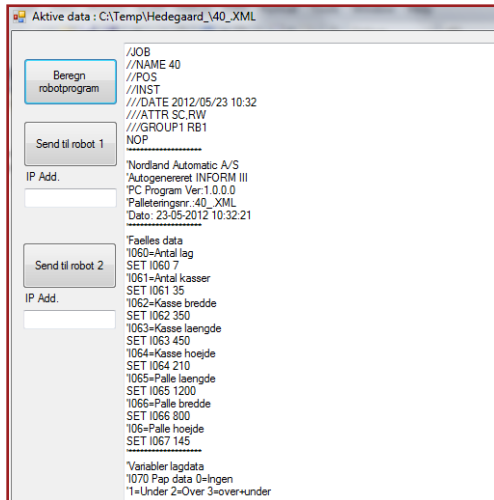 Aktive data : C:\Temp\Hedegaard_\40_.XML
Beregn
robotprogram
Send til robot 1
IP Add.
Send til robot 2
IP Add.
/JOB
//NAME 40
//POS
//INST
///DATE 2012/05/23 10:32
///ATTR SC,RW
///GROUP1 RB1
NOP
'*******************
'Nordland Automatic A/S
'Autogenereret INFORM III
'PC Program Ver:1.0.0.0
'Palleteringsnr.:40_.XML
'Dato: 23-05-2012 10:32:21
'*******************
'Faelles data
'I060=Antal lag
SET I060 7
'I061=Antal kasser
SET I061 35
'I062=Kasse bredde
SET I062 350
'I063=Kasse laengde
SET I063 450
'I064=Kasse hoejde
SET I064 210
'I065=Palle laengde
SET I065 1200
'I066=Palle bredde
SET I066 800
'I06=Palle hoejde
SET I067 145
'*******************
'Variabler lagdata
'I070 Pap data 0=Ingen
'1=Under 2=Over 3=over+under